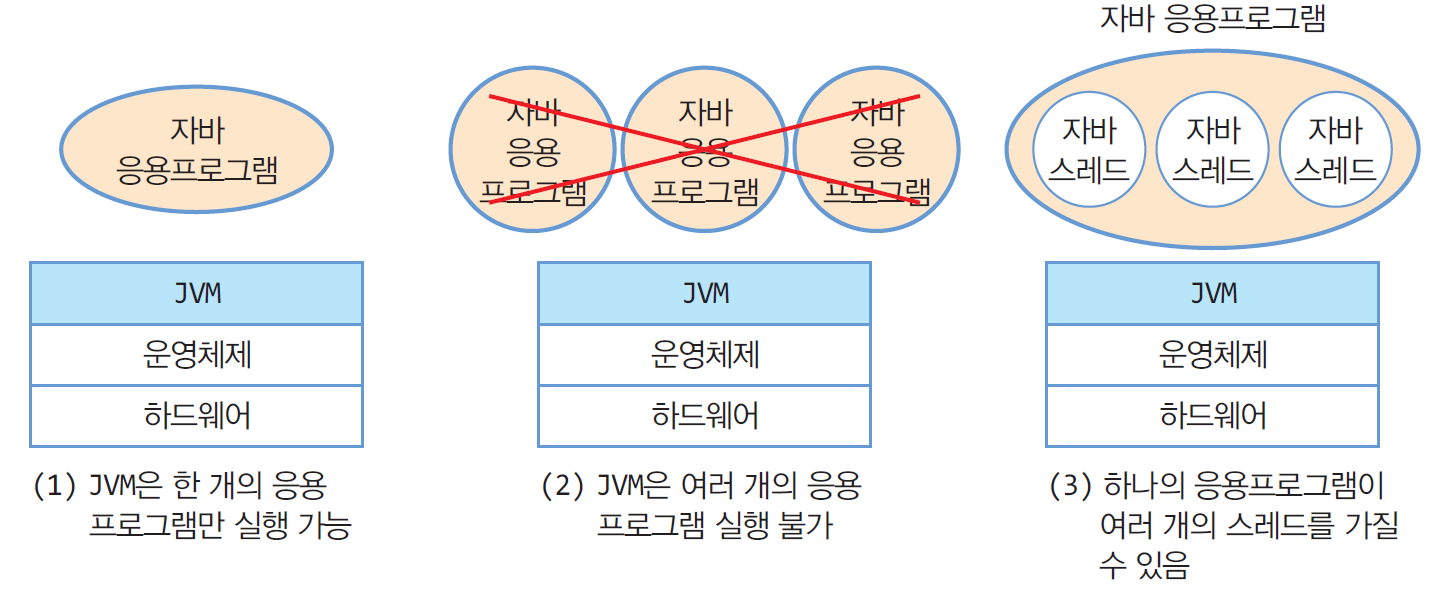 자바
응용프로그램
JVM
운영체제
하드웨어
(1) JVM은 한 개의 응용
프로그램만 실행 가능
자바
응용
프로그램
자바
응용
프로그램
자바
응용
프로그램
JVM
운영체제
하드웨어
(2) JVM은 여러 개의 응용
프로그램 실행 불가
자바 응용프로그램
자바
스레드
자바
스레드
자바
스레드
JVM
운영체제
하드웨어
(3) 하나의 응용프로그램이
여러 개의 스레드를 가질
수 있음